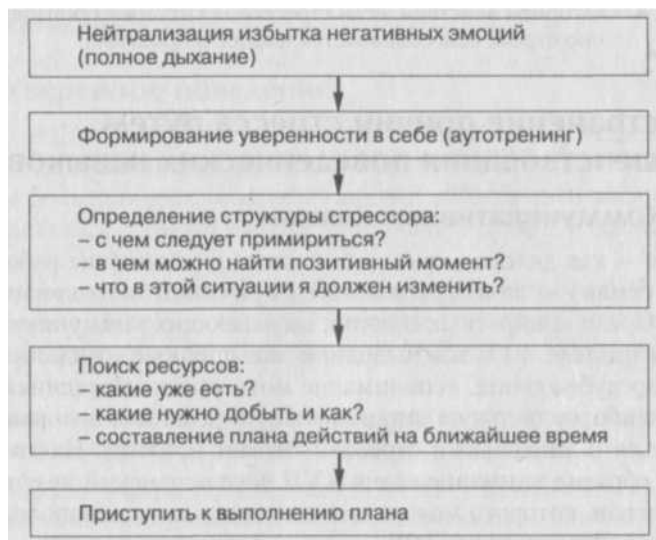 Нейтрализация избытка негативных эмоций
(полное дыхание)
Формирование уверенности в себе (аутотренинг)
Определение структуры стрессора:
– с чем следует примириться?
– в чем можно найти позитивный момент?
– что в этой ситуации я должен изменить?
Поиск ресурсов:
– какие уже есть?
– какие нужно добыть и как?
– составление плана действий на ближайшее время
Приступить к выполнению плана